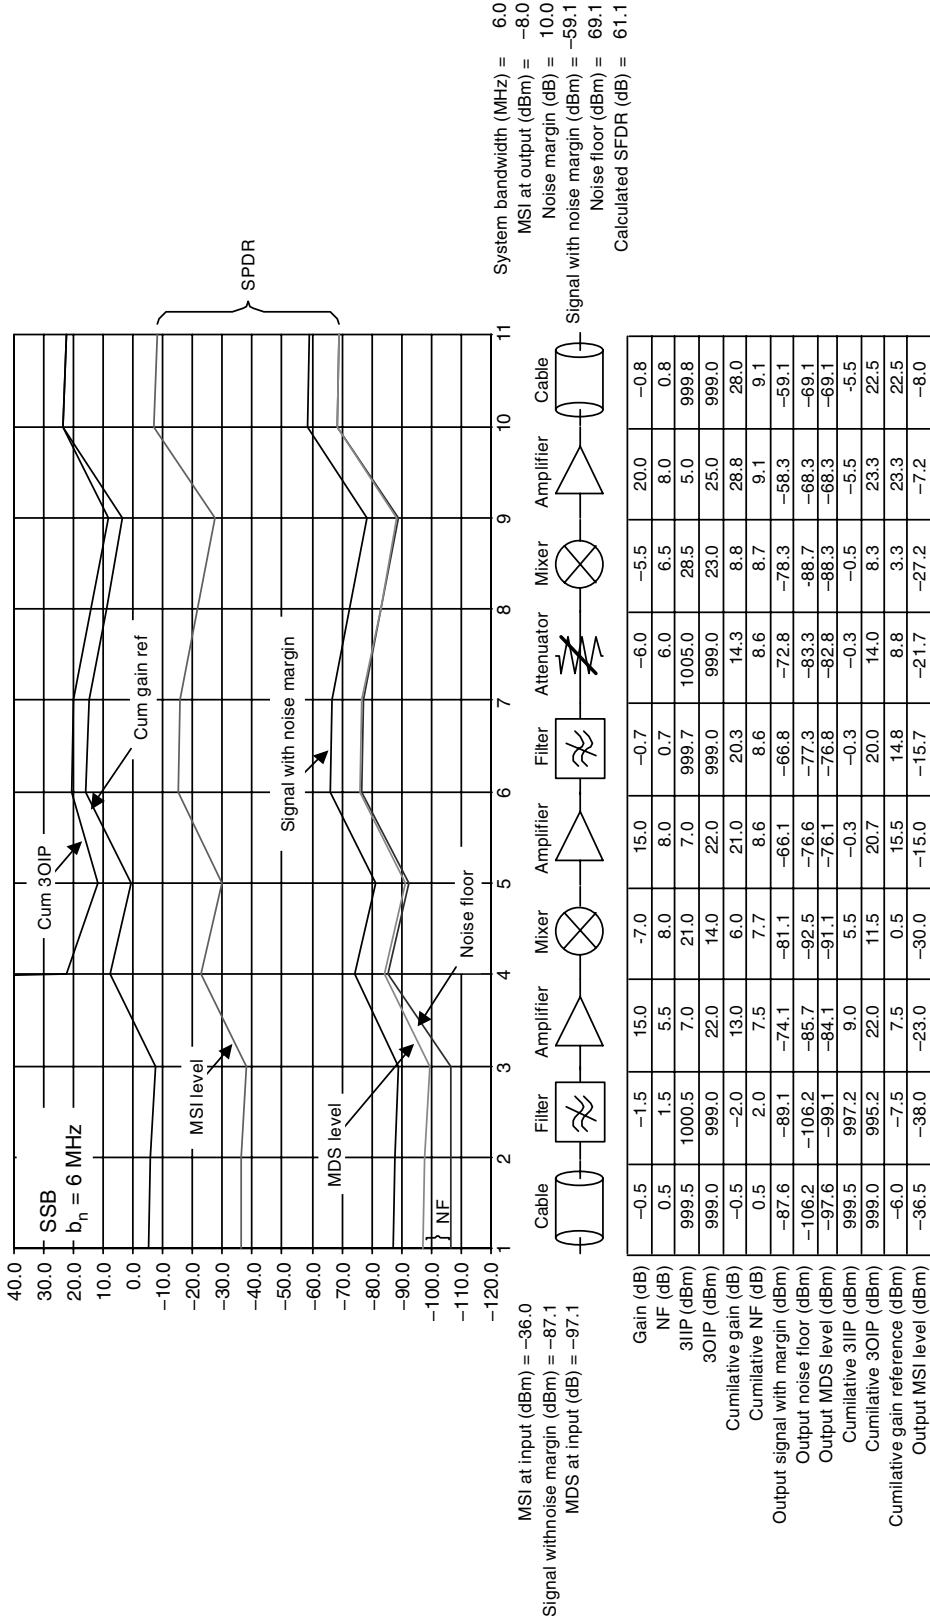 40.0
30.0
20.0
10.0
0.0
−10.0
−20.0
−30.0
−40.0
−50.0
−60.0
−70.0
−80.0
−90.0
−100.0
−110.0
−120.0
SSB
bn = 6 MHz
Cum 3OIP
Cum gain ref
MSI level
Signal with noise margin
MDS level
Noise floor
NF
SPDR
1 2 3 4 5 6 7 8 9 10 11
MSI at input (dBm) = −36.0
Signal withnoise margin (dBm) = −87.1
MDS at input (dB) = −97.1
Cable Filter Amplifier Mixer Amplifier Filter Attenuator Mixer Amplifier Cable
System bandwidth (MHz) = 6.0
MSI at output (dBm) = −8.0
Noise margin (dB) = 10.0
Signal with noise margin (dBm) = −59.1
Noise floor (dBm) = 69.1
Calculated SFDR (dB) = 61.1
Gain (dB) −0.5 −1.5 15.0 -7.0 15.0 −0.7 −6.0 −5.5 20.0 −0.8
NF (dB) 0.5 1.5 5.5 8.0 8.0 0.7 6.0 6.5 8.0 0.8
3IIP (dBm) 999.5 1000.5 7.0 21.0 7.0 999.7 1005.0 28.5 5.0 999.8
3OIP (dBm) 999.0 999.0 22.0 14.0 22.0 999.0 999.0 23.0 25.0 999.0
Cumilative gain (dB) −0.5 −2.0 13.0 6.0 21.0 20.3 14.3 8.8 28.8 28.0
Cumilative NF (dB) 0.5 2.0 7.5 7.7 8.6 8.6 8.6 8.7 9.1 9.1
Output signal with margin (dBm) −87.6 −89.1 −74.1 −81.1 −66.1 −66.8 −72.8 −78.3 −58.3 −59.1
Output noise floor (dBm) −106.2 −106.2 −85.7 −92.5 −76.6 −77.3 −83.3 -88.7 −68.3 −69.1
Output MDS level (dBm) −97.6 −99.1 −84.1 −91.1 −76.1 −76.8 −82.8 −88.3 −68.3 −69.1
Cumilative 3IIP (dBm) 999.5 997.2 9.0 5.5 −0.3 −0.3 −0.3 −0.5 −5.5 -5.5
Cumilative 3OIP (dBm) 999.0 995.2 22.0 11.5 20.7 20.0 14.0 8.3 23.3 22.5
Cumilative gain reference (dBm) −6.0 −7.5 7.5 0.5 15.5 14.8 8.8 3.3 23.3 22.5
Output MSI level (dBm) −36.5 −38.0 −23.0 −30.0 −15.0 −15.7 −21.7 −27.2 −7.2 −8.0